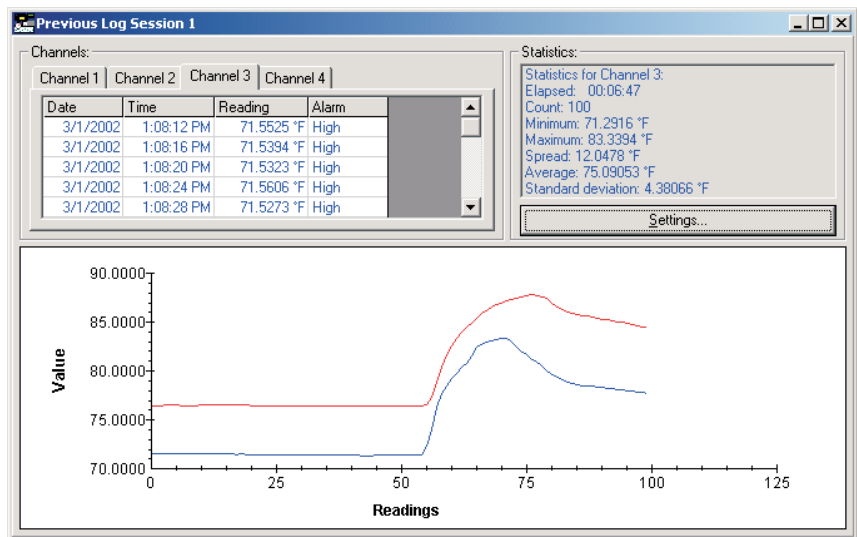 Previous Log Session 1
Channels:
Channel 1 Channel 2 Channel 3 Channel 4
Date Time Reading Alarm
3/1/2002 1:08:12 PM 71.5525 °F High
3/1/2002 1:08:16 PM 71.5394 °F High
3/1/2002 1:08:20 PM 71.5323 °F High
3/1/2002 1:08:24 PM 71.5606 °F High
3/1/2002 1:08:28 PM 71.5273 °F High
Statistics:
Statistics for Channel 3:
Elapsed: 00:06:47
Count: 100
Minimum: 71.2916 °F
Maximum: 83.3394 °F
Spread: 12.0478 °F
Average: 75.09053 °F
Standard deviation: 4.38066 °F
Settings...
90.0000
85.0000
80.0000
75.0000
70.0000
Value
0 25 50 75 100 125
Readings